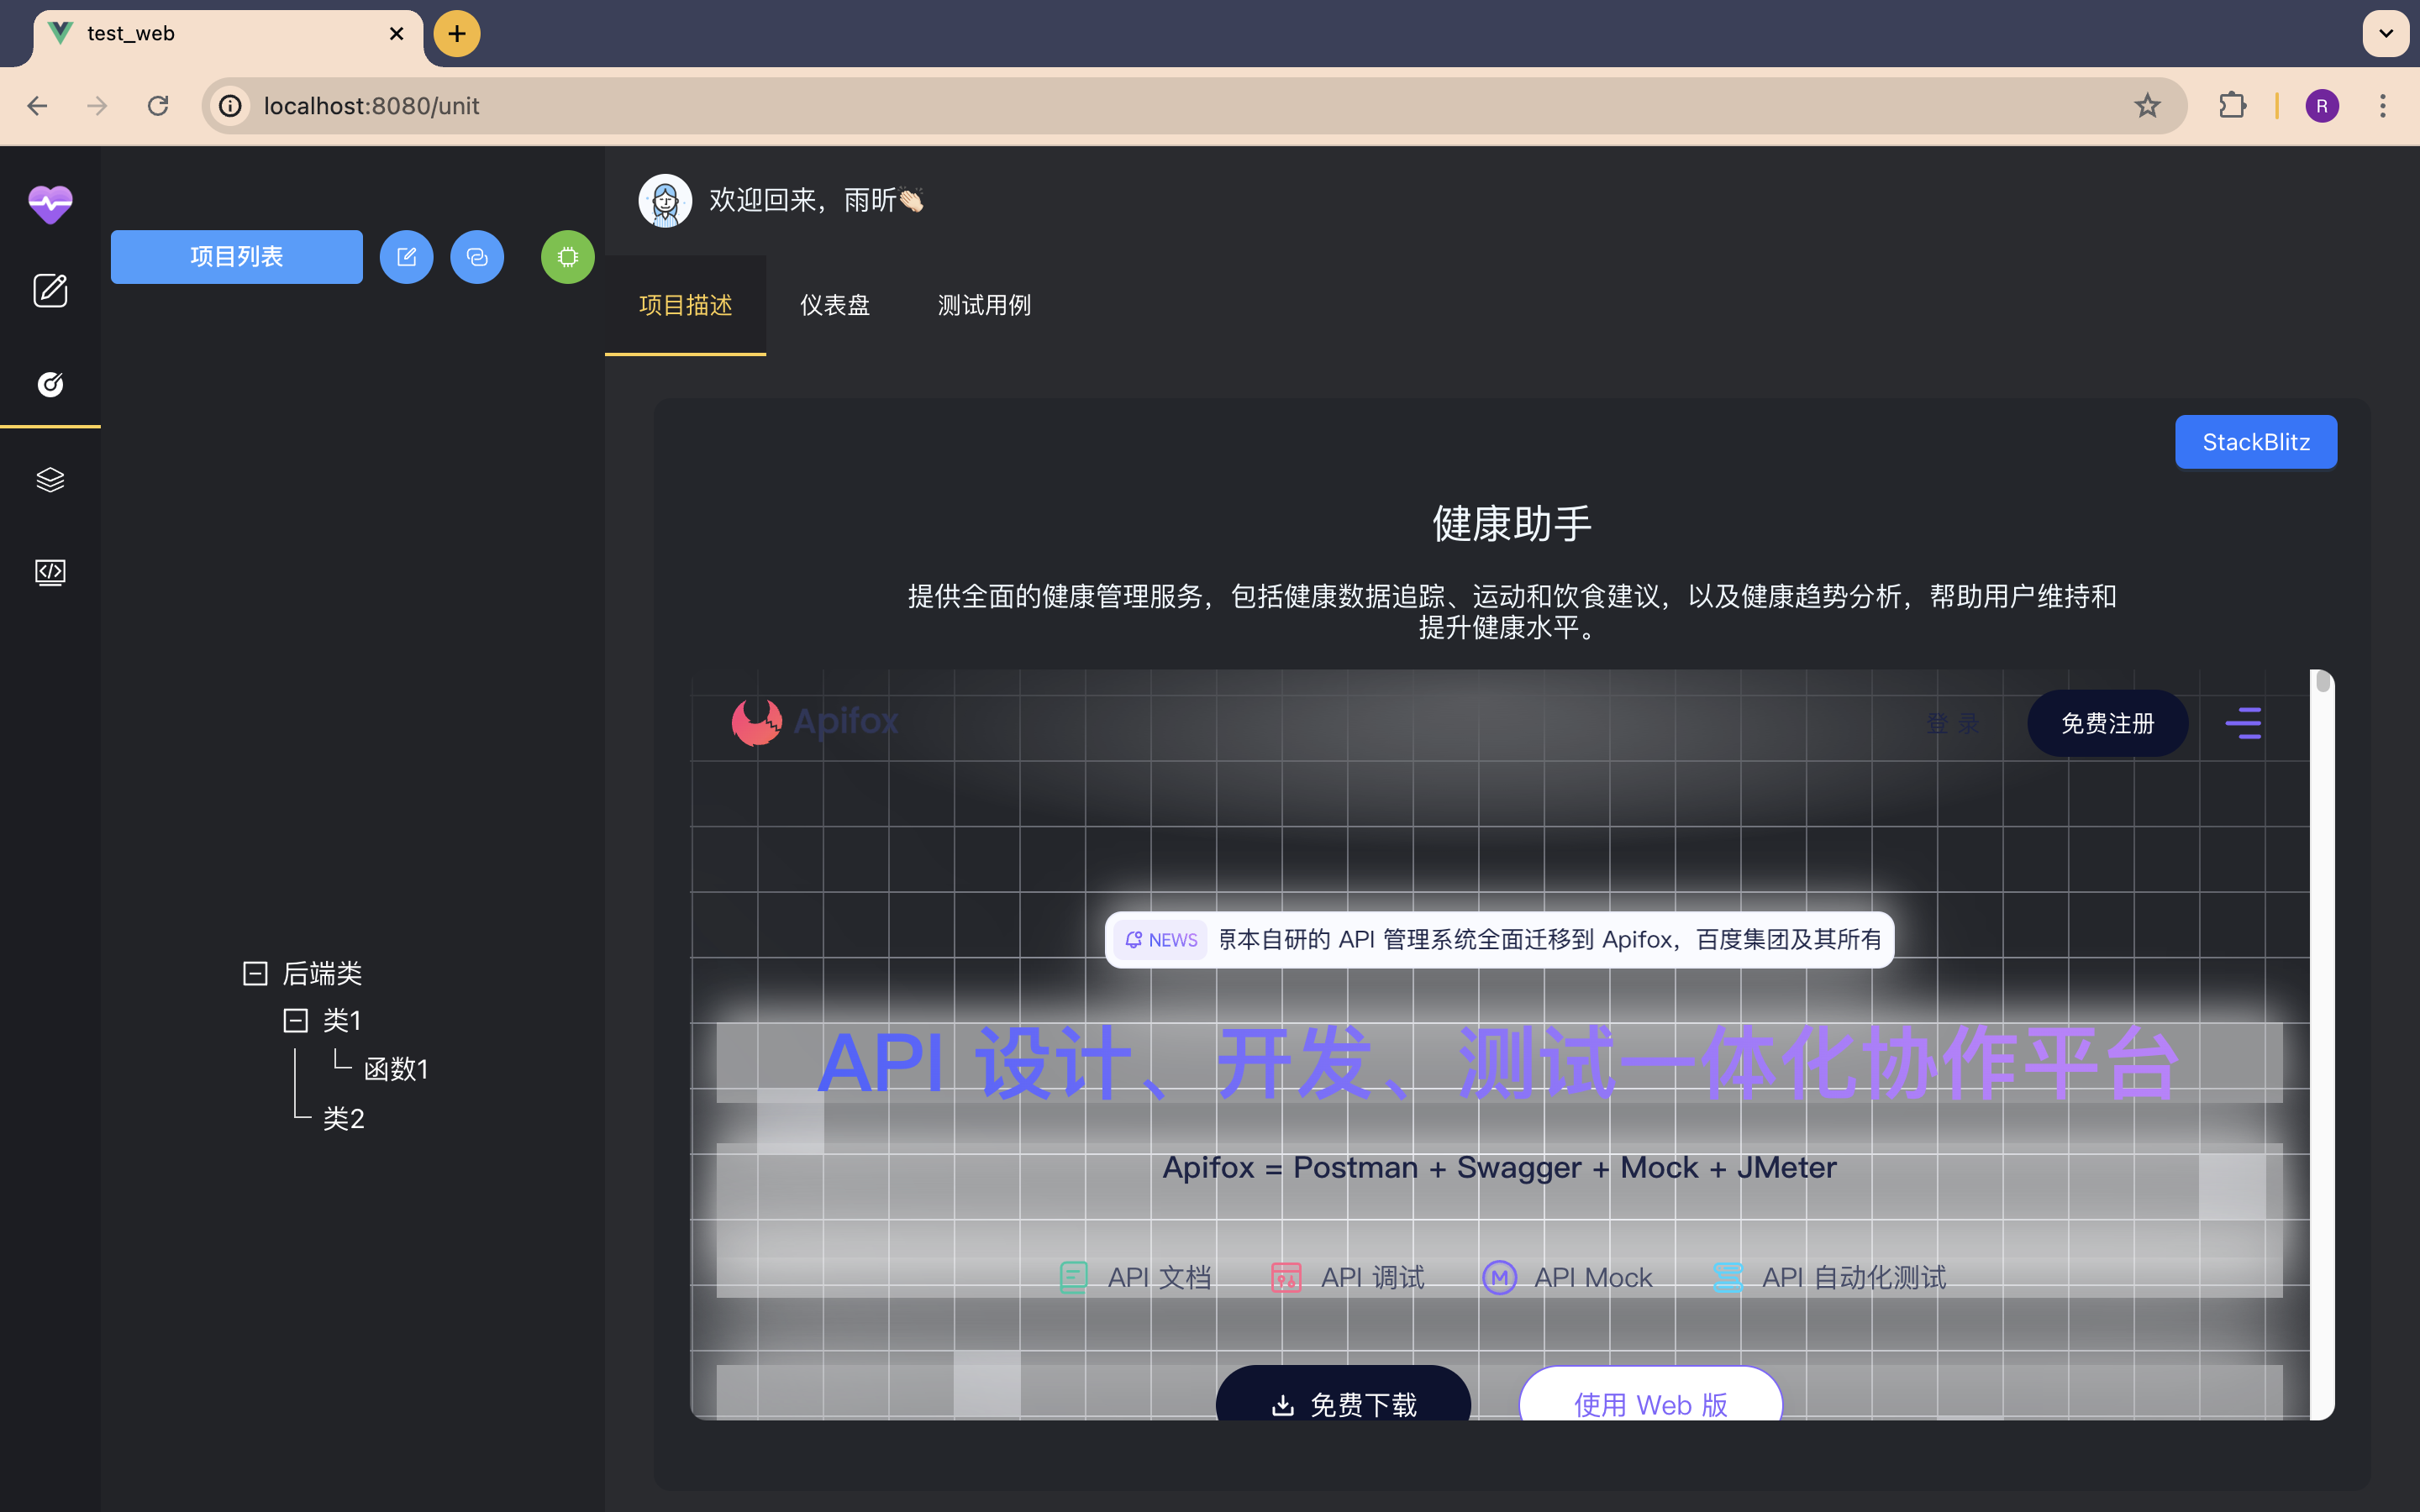 test_web
localhost:8080/unit
R
欢迎回来，雨昕👏🏻
项目列表
项目描述
仪表盘
测试用例
StackBlitz
健康助手
提供全面的健康管理服务，包括健康数据追踪、运动和饮食建议，以及健康趋势分析，帮助用户维持和
提升健康水平。
Apifox
登 录
免费注册
NEWS
原本自研的 API 管理系统全面迁移到 Apifox，百度集团及其所有
后端类
类1
函数1
类2
API 设计、开发、测试一体化协作平台
Apifox = Postman + Swagger + Mock + JMeter
API 文档
API 调试
M
API Mock
API 自动化测试
免费下载
使用 Web 版